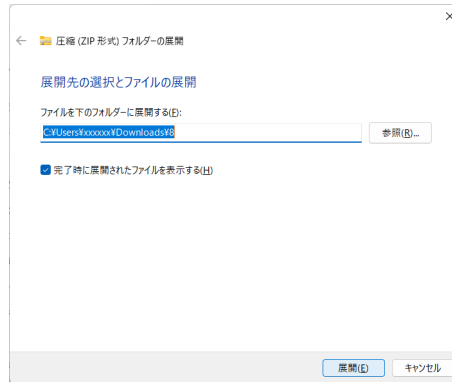 圧縮 (ZIP 形式) フォルダーの展開
展開先の選択とファイルの展開
ファイルを下のフォルダーに展開する(F):
C:¥Users¥xxxxxx¥Downloads¥8
参照(R)...
完了時に展開されたファイルを表示する(H)
展開(E)
キャンセル